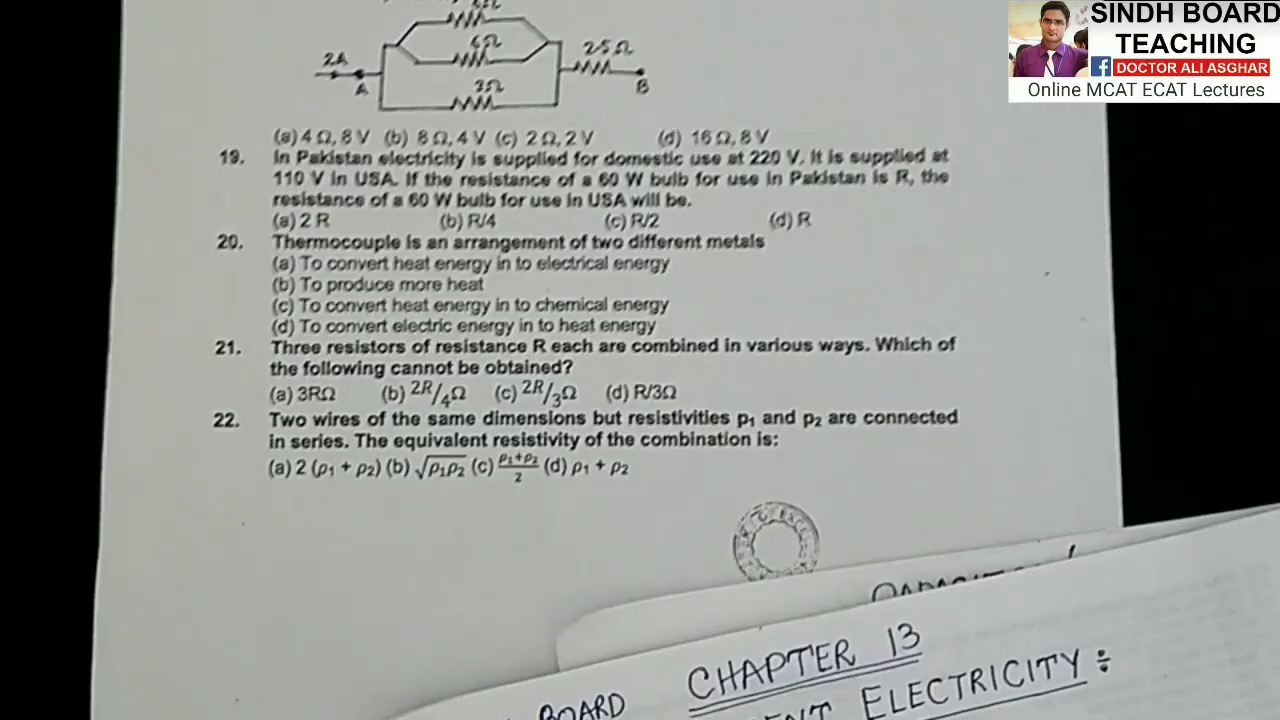 SINDH BOARD
TEACHING
f DOCTOR ALI ASGHAR
Online MCAT ECAT Lectures
6Ω
2A
A
25Ω
B
(a) 4 Ω, 8 V (b) 8 Ω, 4 V (c) 2 Ω, 2 V (d) 16 Ω, 8 V
19. In Pakistan electricity is supplied for domestic use at 220 V. It is supplied at
110 V in USA. If the resistance of a 60 W bulb for use in Pakistan is R, the
resistance of a 60 W bulb for use in USA will be.
(a) 2 R (b) R/4 (c) R/2 (d) R
20. Thermocouple is an arrangement of two different metals
(a) To convert heat energy in to electrical energy
(b) To produce more heat
(c) To convert heat energy in to chemical energy
(d) To convert electric energy in to heat energy
21. Three resistors of resistance R each are combined in various ways. Which of
the following cannot be obtained?
(a) 3RΩ (b) 2R/4Ω (c) 2R/3Ω (d) R/3Ω
22. Two wires of the same dimensions but resistivities p₁ and p₂ are connected
in series. The equivalent resistivity of the combination is:
(a) 2 (ρ₁ + ρ₂) (b) √ρ₁ρ₂ (c) ρ₁+ρ₂/2 (d) ρ₁ + ρ₂
CHAPTER 13
BOARD
ELECTRICITY :